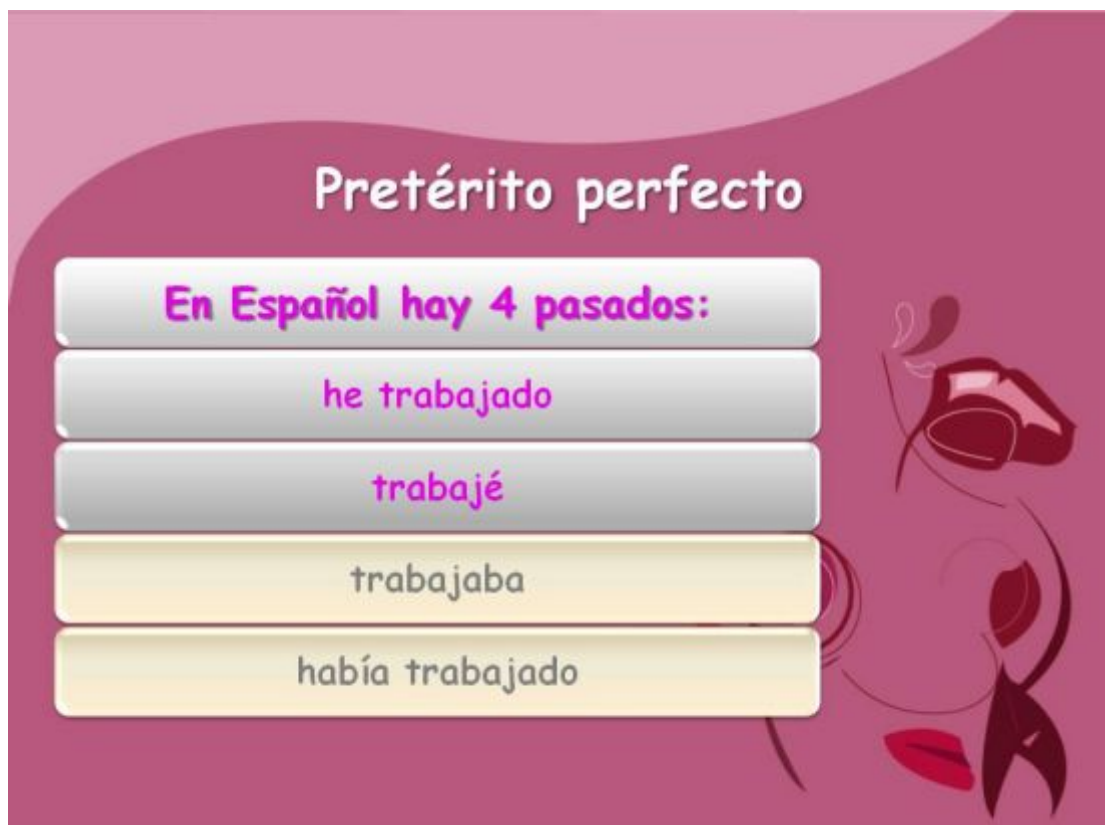 Pretérito perfecto
En Español hay 4 pasados:
he trabajado
trabajé
trabajaba
había trabajado